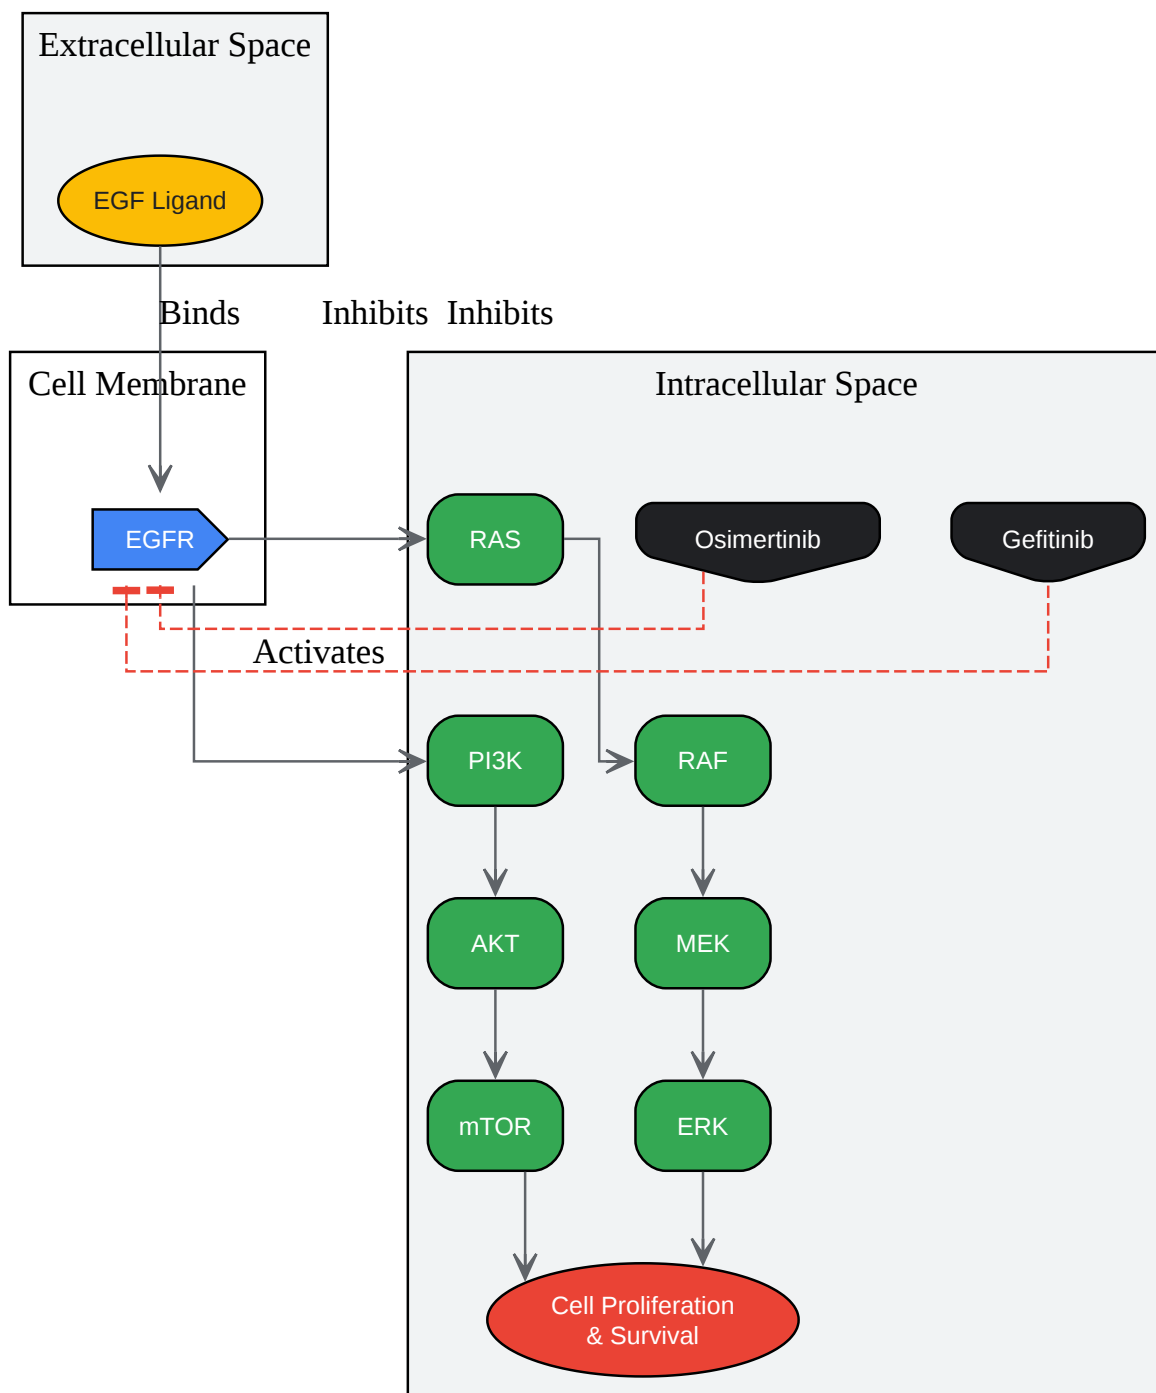 Extracellular Space
EGF Ligand
Binds
Inhibits
Inhibits
Cell Membrane
Intracellular Space
EGFR
RAS
Osimertinib
Gefitinib
Activates
PI3K
RAF
AKT
MEK
mTOR
ERK
Cell Proliferation
& Survival